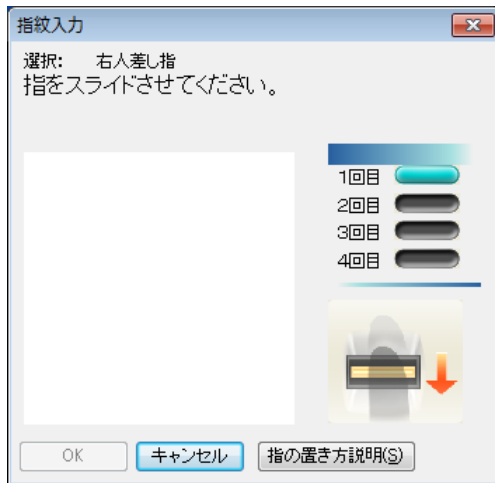 指紋入力
選択: 右人差し指
指をスライドさせてください。
1回目
2回目
3回目
4回目
OK
キャンセル
指の置き方説明(S)